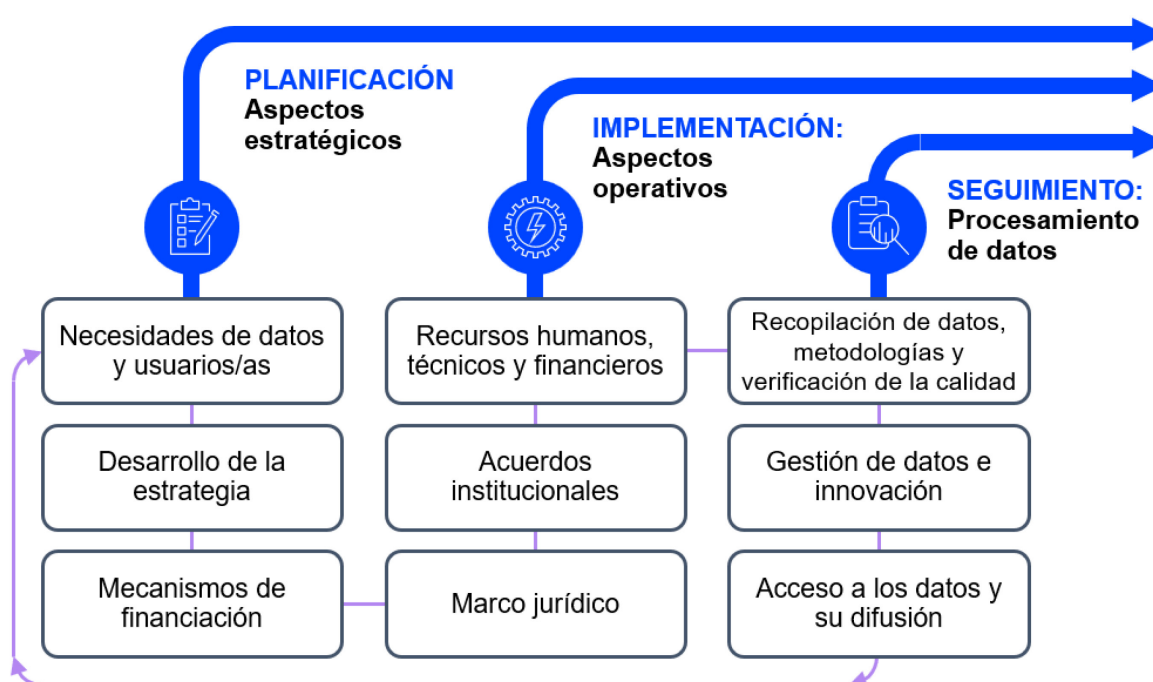 PLANIFICACIÓN
Aspectos
estratégicos
IMPLEMENTACIÓN:
Aspectos
operativos
SEGUIMIENTO:
Procesamiento
de datos
Necesidades de datos
y usuarios/as
Desarrollo de la
estrategia
Mecanismos de
financiación
Recursos humanos,
técnicos y financieros
Acuerdos
institucionales
Marco jurídico
Recopilación de datos,
metodologías y
verificación de la calidad
Gestión de datos e
innovación
Acceso a los datos y
su difusión